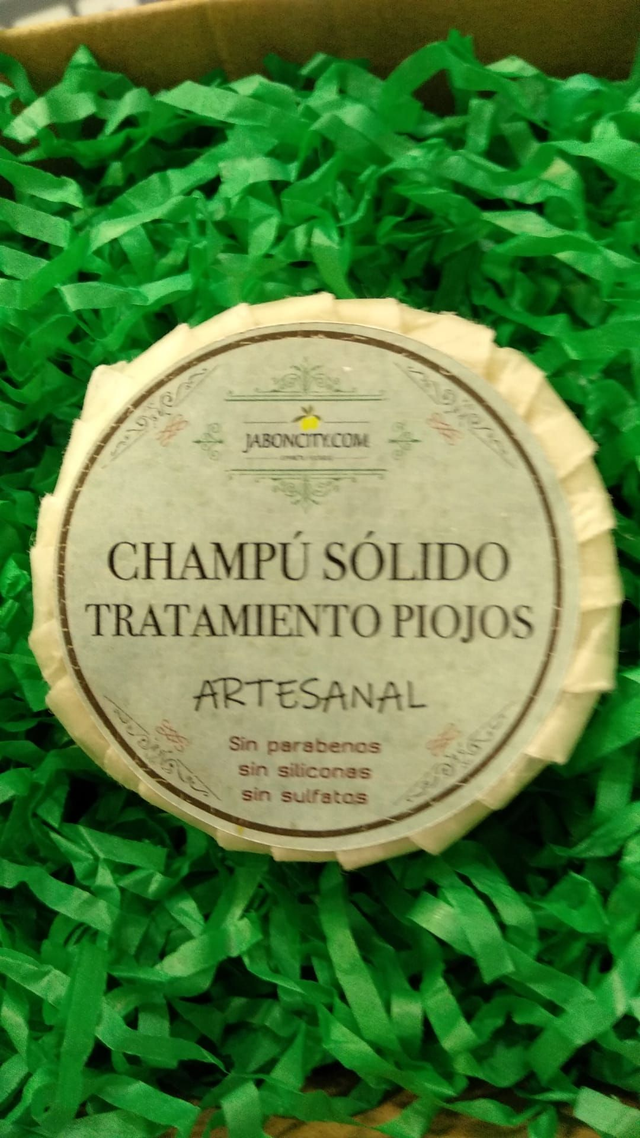 JABONCITY.COM
CHAMPÚ SÓLIDO
TRATAMIENTO PIOJOS
ARTESANAL
Sin parabenos
sin siliconas
sin sulfatos